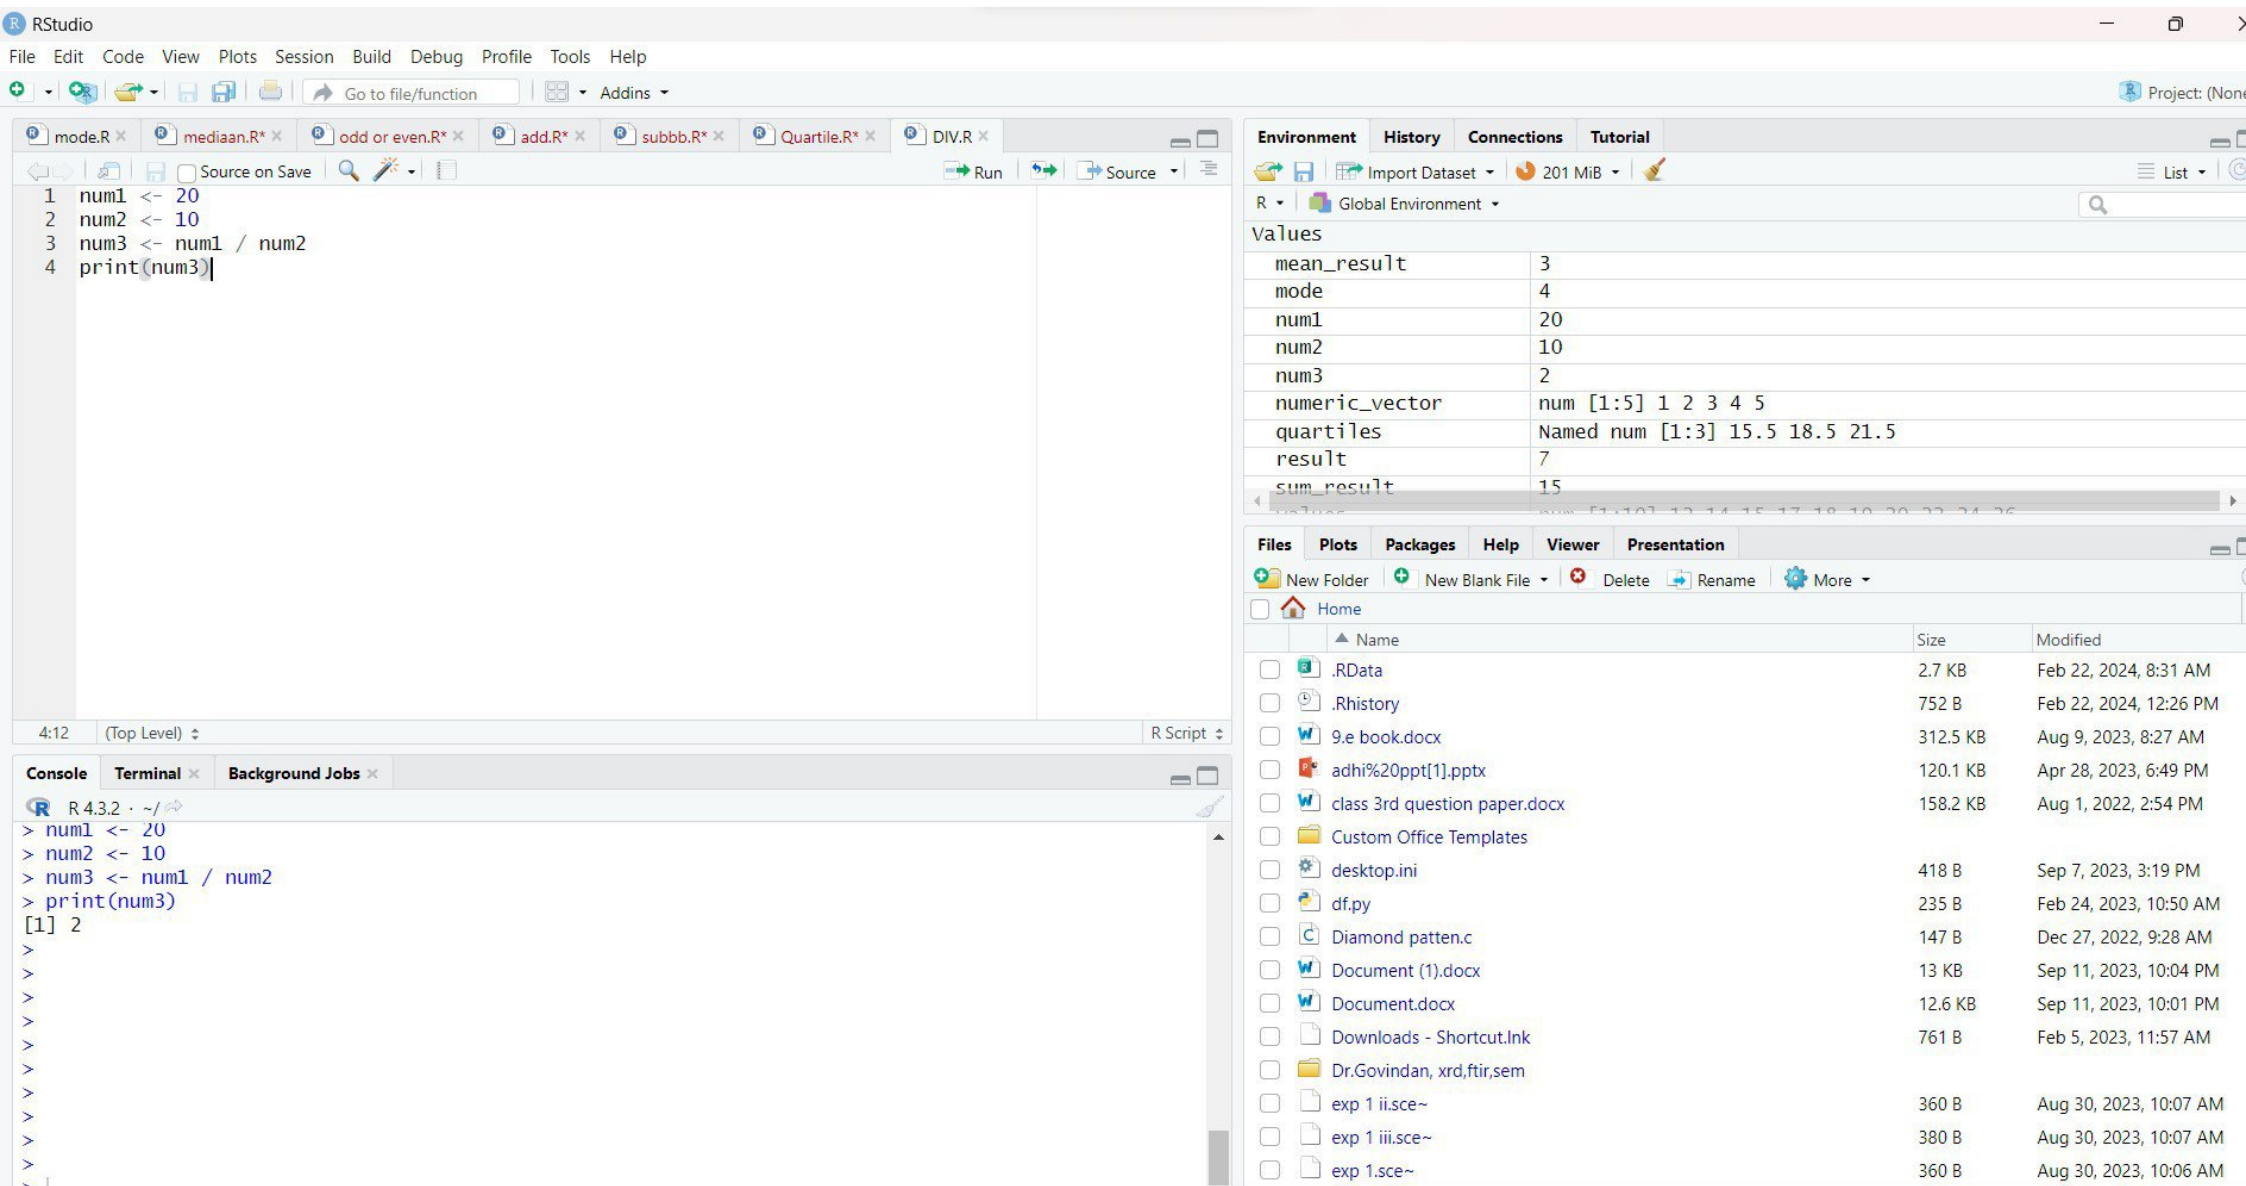 RStudio
File Edit Code View Plots Session Build Debug Profile Tools Help
Go to file/function Addins Project: (None
mode.R mediaan.R* odd or even.R* add.R* subbb.R* Quartile.R* DIV.R
Source on Save Run Source
1 num1 <- 20
2 num2 <- 10
3 num3 <- num1 / num2
4 print(num3)
4:12 (Top Level) R Script
Console Terminal Background Jobs
R 4.3.2 · ~/
> num1 <- 20
> num2 <- 10
> num3 <- num1 / num2
> print(num3)
[1] 2
>
>
>
>
>
>
>
>
>
>
>
Environment History Connections Tutorial
Import Dataset 201 MiB List
R Global Environment
Values
mean_result 3
mode 4
num1 20
num2 10
num3 2
numeric_vector num [1:5] 1 2 3 4 5
quartiles Named num [1:3] 15.5 18.5 21.5
result 7
sum_result 15
Files Plots Packages Help Viewer Presentation
New Folder New Blank File Delete Rename More
Home
Name Size Modified
.RData 2.7 KB Feb 22, 2024, 8:31 AM
.Rhistory 752 B Feb 22, 2024, 12:26 PM
9.e book.docx 312.5 KB Aug 9, 2023, 8:27 AM
adhi%20ppt[1].pptx 120.1 KB Apr 28, 2023, 6:49 PM
class 3rd question paper.docx 158.2 KB Aug 1, 2022, 2:54 PM
Custom Office Templates
desktop.ini 418 B Sep 7, 2023, 3:19 PM
df.py 235 B Feb 24, 2023, 10:50 AM
Diamond patten.c 147 B Dec 27, 2022, 9:28 AM
Document (1).docx 13 KB Sep 11, 2023, 10:04 PM
Document.docx 12.6 KB Sep 11, 2023, 10:01 PM
Downloads - Shortcut.lnk 761 B Feb 5, 2023, 11:57 AM
Dr.Govindan, xrd,ftir,sem
exp 1 ii.sce~ 360 B Aug 30, 2023, 10:07 AM
exp 1 iii.sce~ 380 B Aug 30, 2023, 10:07 AM
exp 1.sce~ 360 B Aug 30, 2023, 10:06 AM